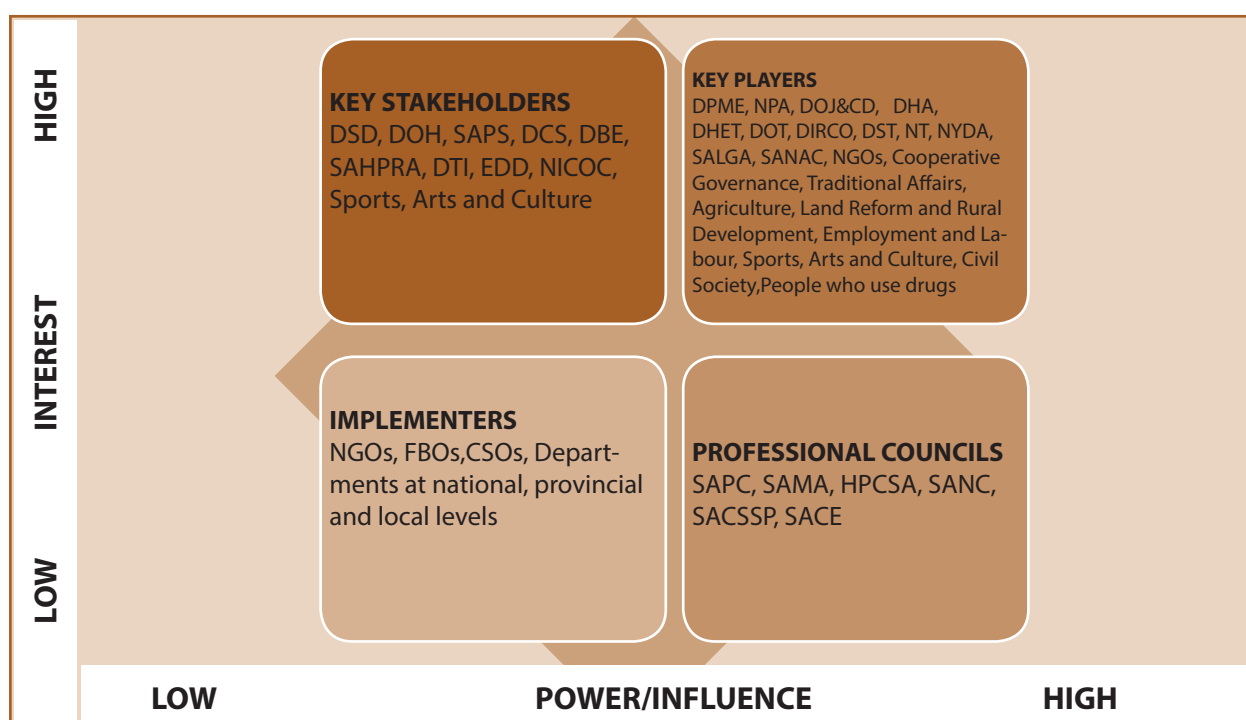 HIGH
INTEREST
LOW
KEY STAKEHOLDERS
DSD, DOH, SAPS, DCS, DBE,
SAHPRA, DTI, EDD, NICOC,
Sports, Arts and Culture
KEY PLAYERS
DPME, NPA, DOJ&CD, DHA,
DHET, DOT, DIRCO, DST, NT, NYDA,
SALGA, SANAC, NGOs, Cooperative
Governance, Traditional Affairs,
Agriculture, Land Reform and Rural
Development, Employment and La-
bour, Sports, Arts and Culture, Civil
Society,People who use drugs
IMPLEMENTERS
NGOs, FBOs,CSOs, Depart-
ments at national, provincial
and local levels
PROFESSIONAL COUNCILS
SAPC, SAMA, HPCSA, SANC,
SACSSP, SACE
LOW
POWER/INFLUENCE
HIGH